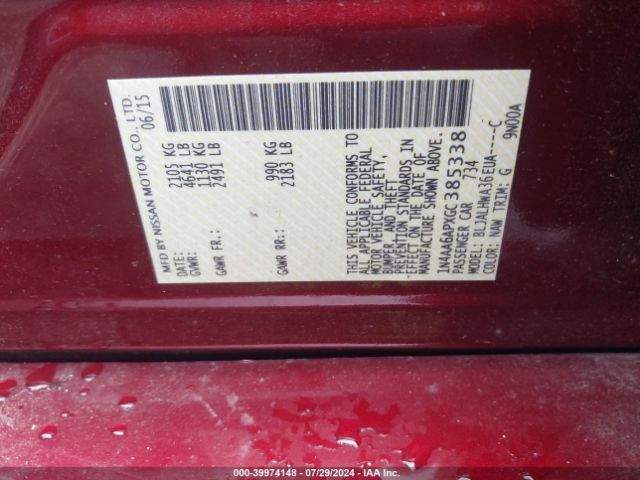 MFD BY NISSAN MOTOR CO., LTD.
DATE: 06/15
GVWR: 2105 KG
4641 LB
GAWR FR.: 1130 KG
2491 LB
GAWR RR.: 990 KG
2183 LB
THIS VEHICLE CONFORMS TO
ALL APPLICABLE FEDERAL
MOTOR VEHICLE SAFETY,
BUMPER, AND THEFT
PREVENTION STANDARDS IN
EFFECT ON THE DATE OF
MANUFACTURE SHOWN ABOVE.
1N4AA6APXGC385338
PASSENGER CAR 734
MODEL: BLJALHWA36EUA----C
COLOR: NAW TRIM: G 9N00A
000-39974148 - 07/29/2024 - IAAI.com